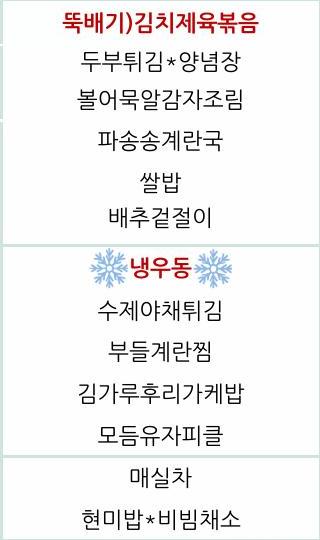 뚝배기)김치제육볶음
두부튀김*양념장
볼어묵알감자조림
파송송계란국
쌀밥
배추겉절이
냉우동
수제야채튀김
부들계란찜
김가루후리가케밥
모듬유자피클
매실차
현미밥*비빔채소